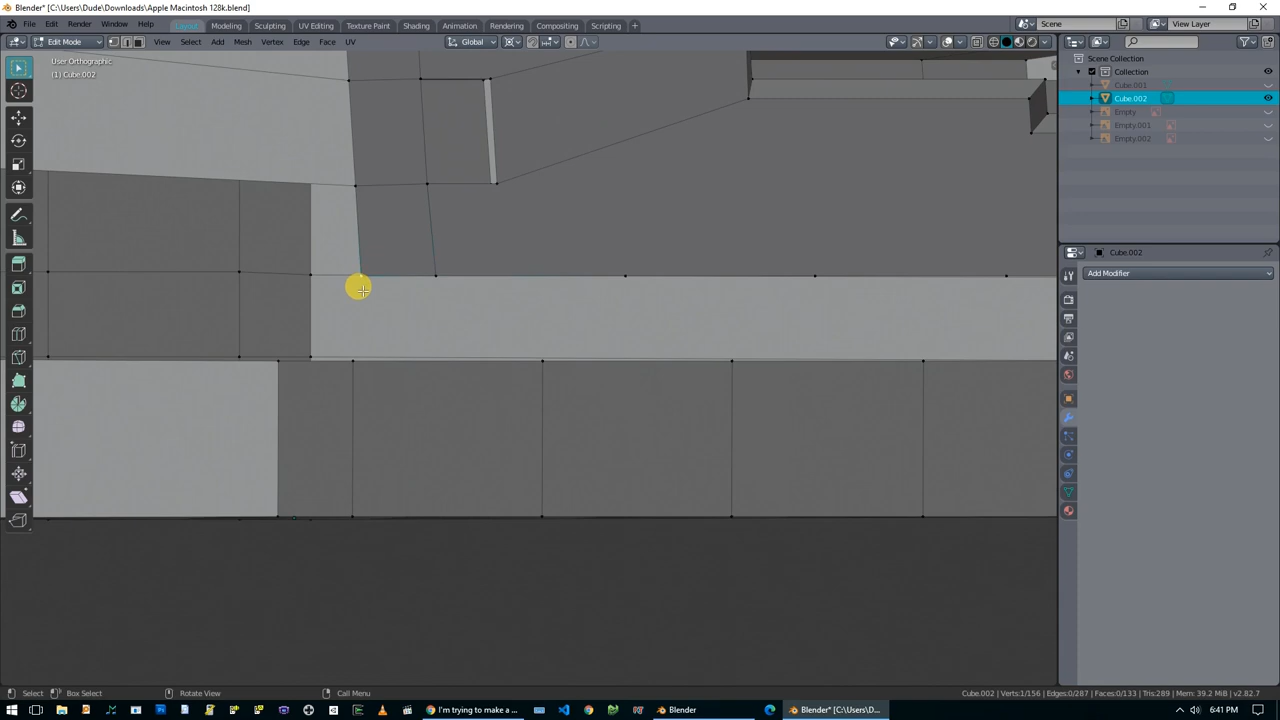 Blender* [C:\Users\Dude\Downloads\Apple Macintosh 128k.blend]
File Edit Render Window Help Layout Modeling Sculpting UV Editing Texture Paint Shading Animation Rendering Compositing Scripting + Scene View Layer
Edit Mode View Select Add Mesh Vertex Edge Face UV Global
User Orthographic
(1) Cube.002
Scene Collection
Collection
Cube.001
Cube.002
Empty
Empty.001
Empty.002
Cube.002
Add Modifier
Select Box Select Rotate View Call Menu Cube.002 | Verts:1/156 | Edges:0/287 | Faces:0/133 | Tris:289 | Mem: 39.2 MiB | v2.82.7
I'm trying to make a ... Blender Blender* [C:\Users\D... 6:41 PM